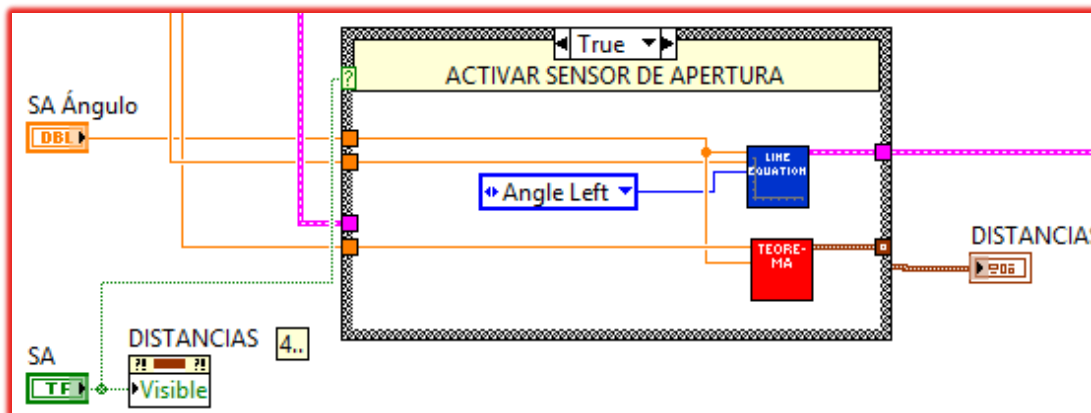 True
?
ACTIVAR SENSOR DE APERTURA
SA Ángulo
DBL
LINE
EQUATION
Angle Left
TEORE-
MA
DISTANCIAS
DISTANCIAS
4..
SA
TF
?! ?!
Visible